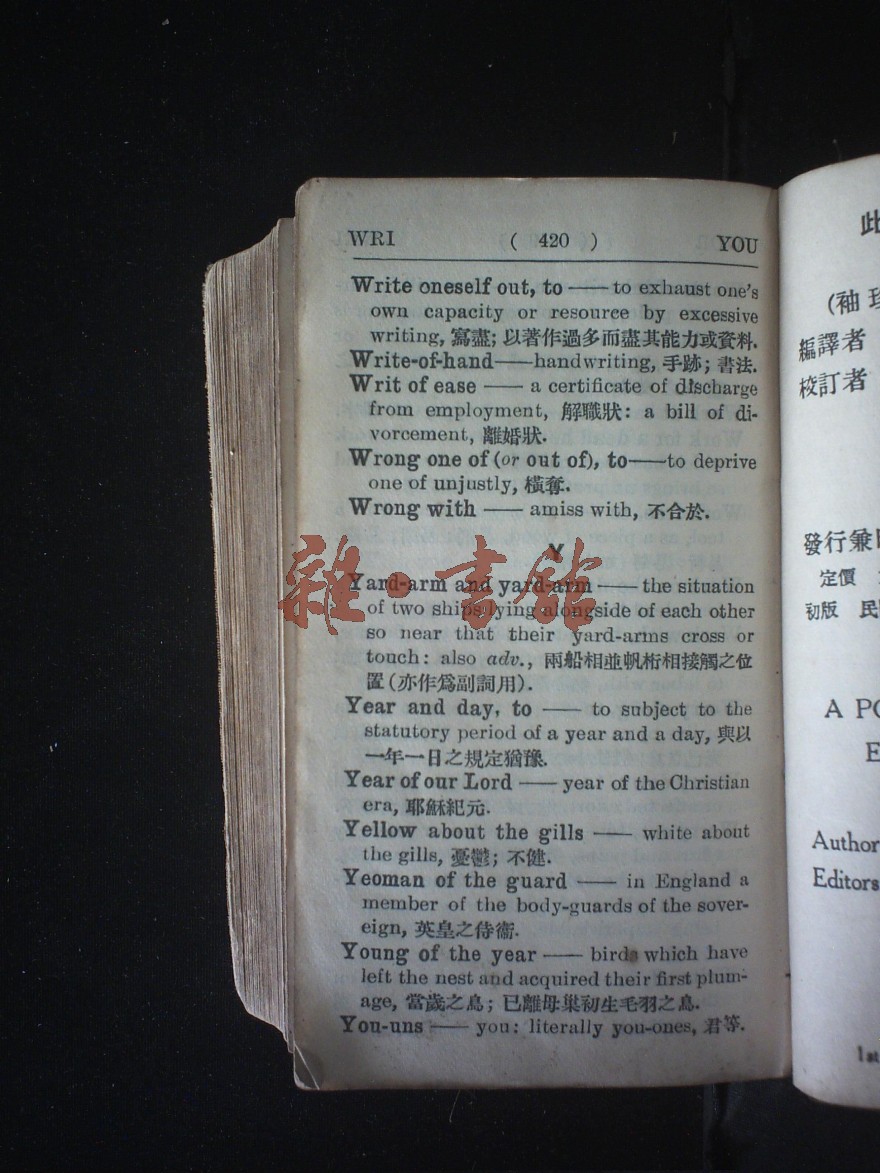 WRI ( 420 ) YOU
Write oneself out, to —— to exhaust one's
own capacity or resource by excessive
writing, 寫盡; 以著作過多而盡其能力或資料.
Write-of-hand——handwriting, 手跡; 書法.
Writ of ease —— a certificate of discharge
from employment, 解職狀: a bill of di-
vorcement, 離婚狀.
Wrong one of (or out of), to——to deprive
one of unjustly, 橫奪.
Wrong with —— amiss with, 不合於.
Y
Yard-arm and yard-arm —— the situation
of two ships lying alongside of each other
so near that their yard-arms cross or
touch: also adv., 兩船相並帆桁相接觸之位
置(亦作爲副詞用).
Year and day, to —— to subject to the
statutory period of a year and a day, 與以
一年一日之規定猶豫.
Year of our Lord —— year of the Christian
era, 耶穌紀元.
Yellow about the gills —— white about
the gills, 憂鬱; 不健.
Yeoman of the guard —— in England a
member of the body-guards of the sover-
eign, 英皇之侍衞.
Young of the year —— birds which have
left the nest and acquired their first plum-
age, 當歲之鳥; 已離母巢初生毛羽之鳥.
You-uns —— you: literally you-ones, 君等.
雜·書館
此
(袖珍
編譯者
校訂者
發行兼
定價
初版 民
A PO
E
Author
Editors
1st